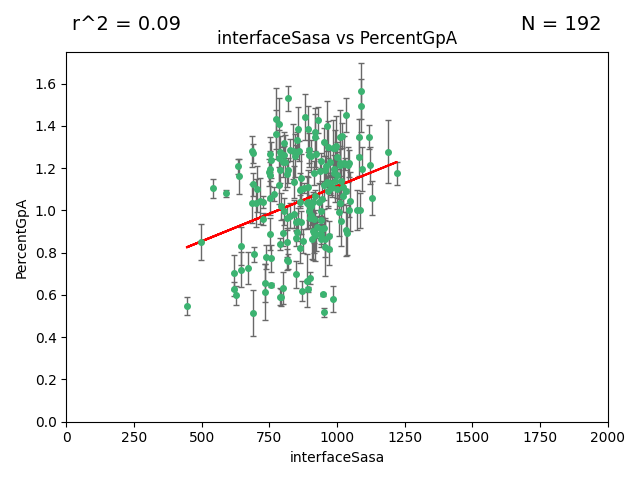 r^2 = 0.09
N = 192
interfaceSasa vs PercentGpA
PercentGpA
1.6
1.4
1.2
1.0
0.8
0.6
0.4
0.2
0.0
0 250 500 750 1000 1250 1500 1750 2000
interfaceSasa